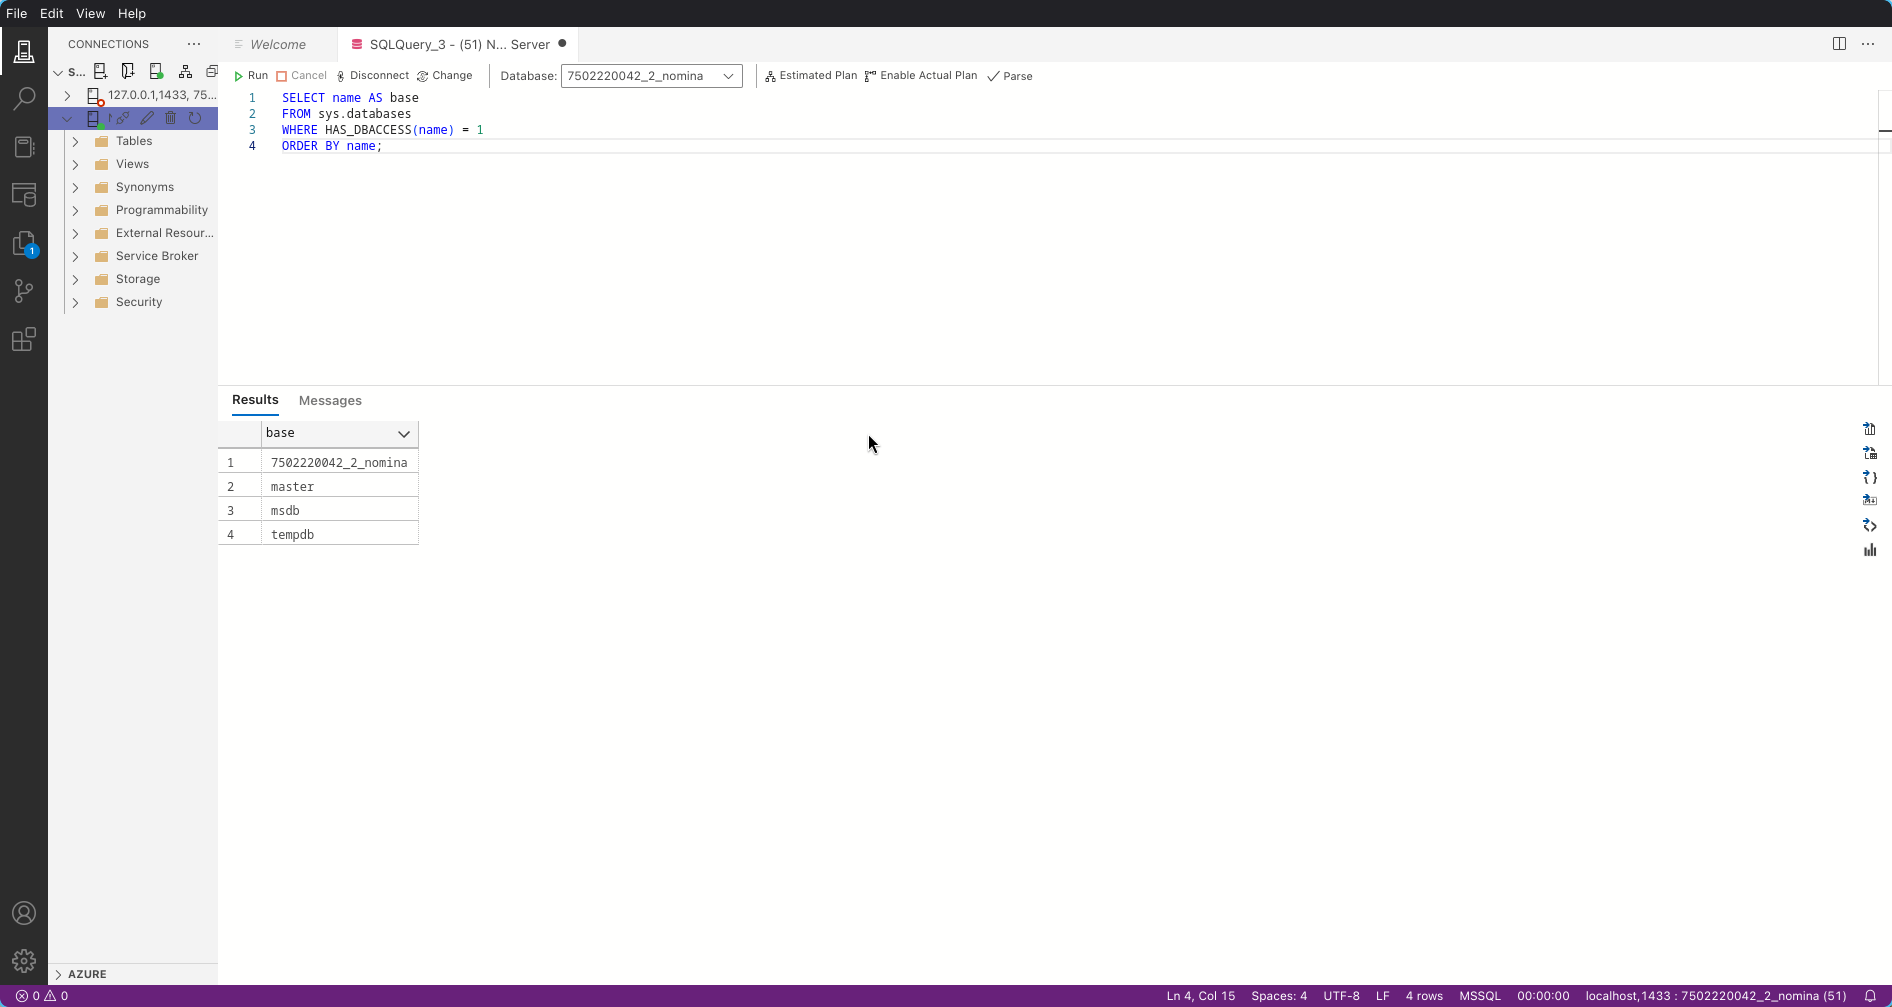 File Edit View Help
CONNECTIONS
Welcome
SQLQuery_3 - (51) N... Server
S...
Run Cancel Disconnect Change Database: 7502220042_2_nomina Estimated Plan Enable Actual Plan Parse
127.0.0.1,1433, 75...
Tables
Views
Synonyms
Programmability
External Resour...
Service Broker
Storage
Security
1 SELECT name AS base
2 FROM sys.databases
3 WHERE HAS_DBACCESS(name) = 1
4 ORDER BY name;
1
Results Messages
base
1 7502220042_2_nomina
2 master
3 msdb
4 tempdb
AZURE
0 0 Ln 4, Col 15 Spaces: 4 UTF-8 LF 4 rows MSSQL 00:00:00 localhost,1433 : 7502220042_2_nomina (51)